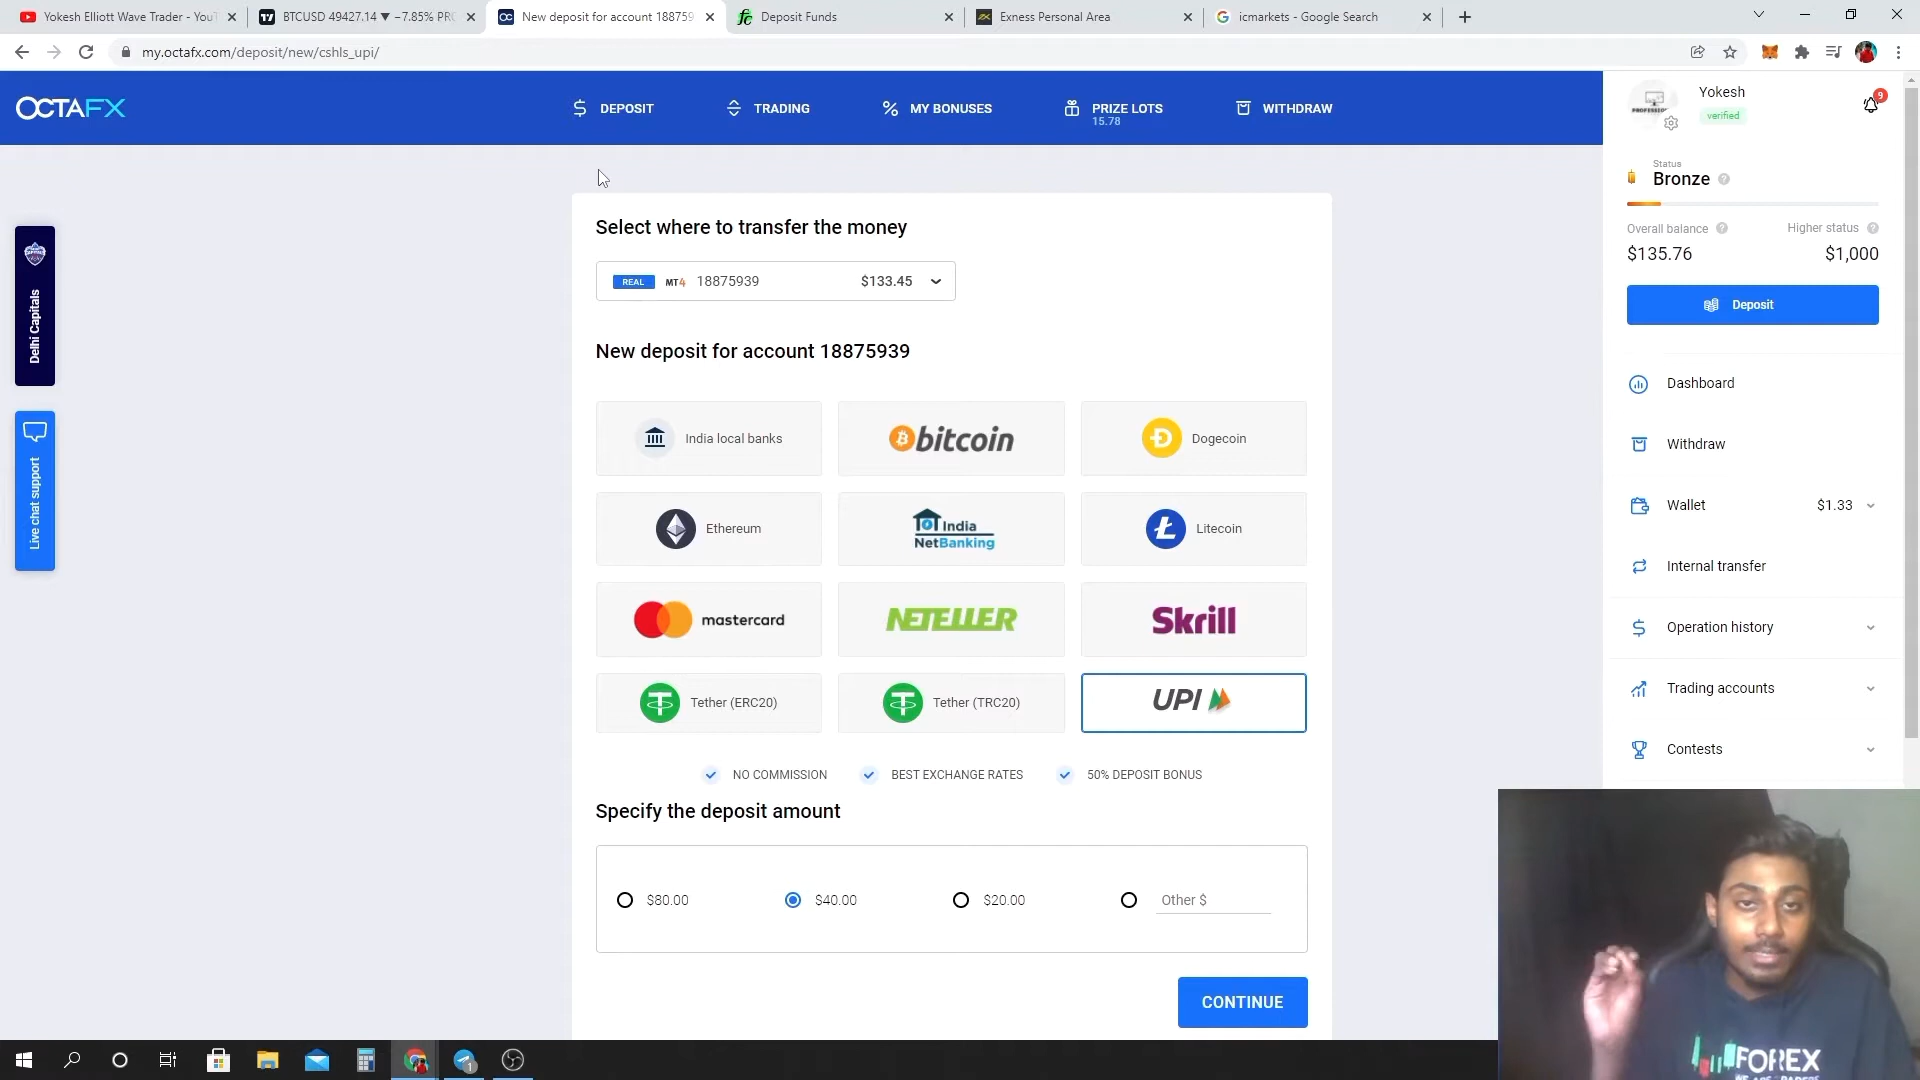 Yokesh Elliott Wave Trader - YouT
BTCUSD 49427.14 ▼ −7.85% PRO
New deposit for account 188759
Deposit Funds
Exness Personal Area
icmarkets - Google Search
my.octafx.com/deposit/new/cshls_upi/
OCTAFX
DEPOSIT
TRADING
MY BONUSES
PRIZE LOTS
15.78
WITHDRAW
Yokesh
verified
9
Status
Bronze
Overall balance
Higher status
$135.76
$1,000
Deposit
Dashboard
Withdraw
Wallet
$1.33
Internal transfer
Operation history
Trading accounts
Contests
Delhi Capitals
Live chat support
Select where to transfer the money
REAL MT4 18875939 $133.45
New deposit for account 18875939
India local banks
bitcoin
Dogecoin
Ethereum
India
NetBanking
Litecoin
mastercard
NETELLER
Skrill
Tether (ERC20)
Tether (TRC20)
UPI
NO COMMISSION
BEST EXCHANGE RATES
50% DEPOSIT BONUS
Specify the deposit amount
$80.00
$40.00
$20.00
Other $
CONTINUE
1
FOREX